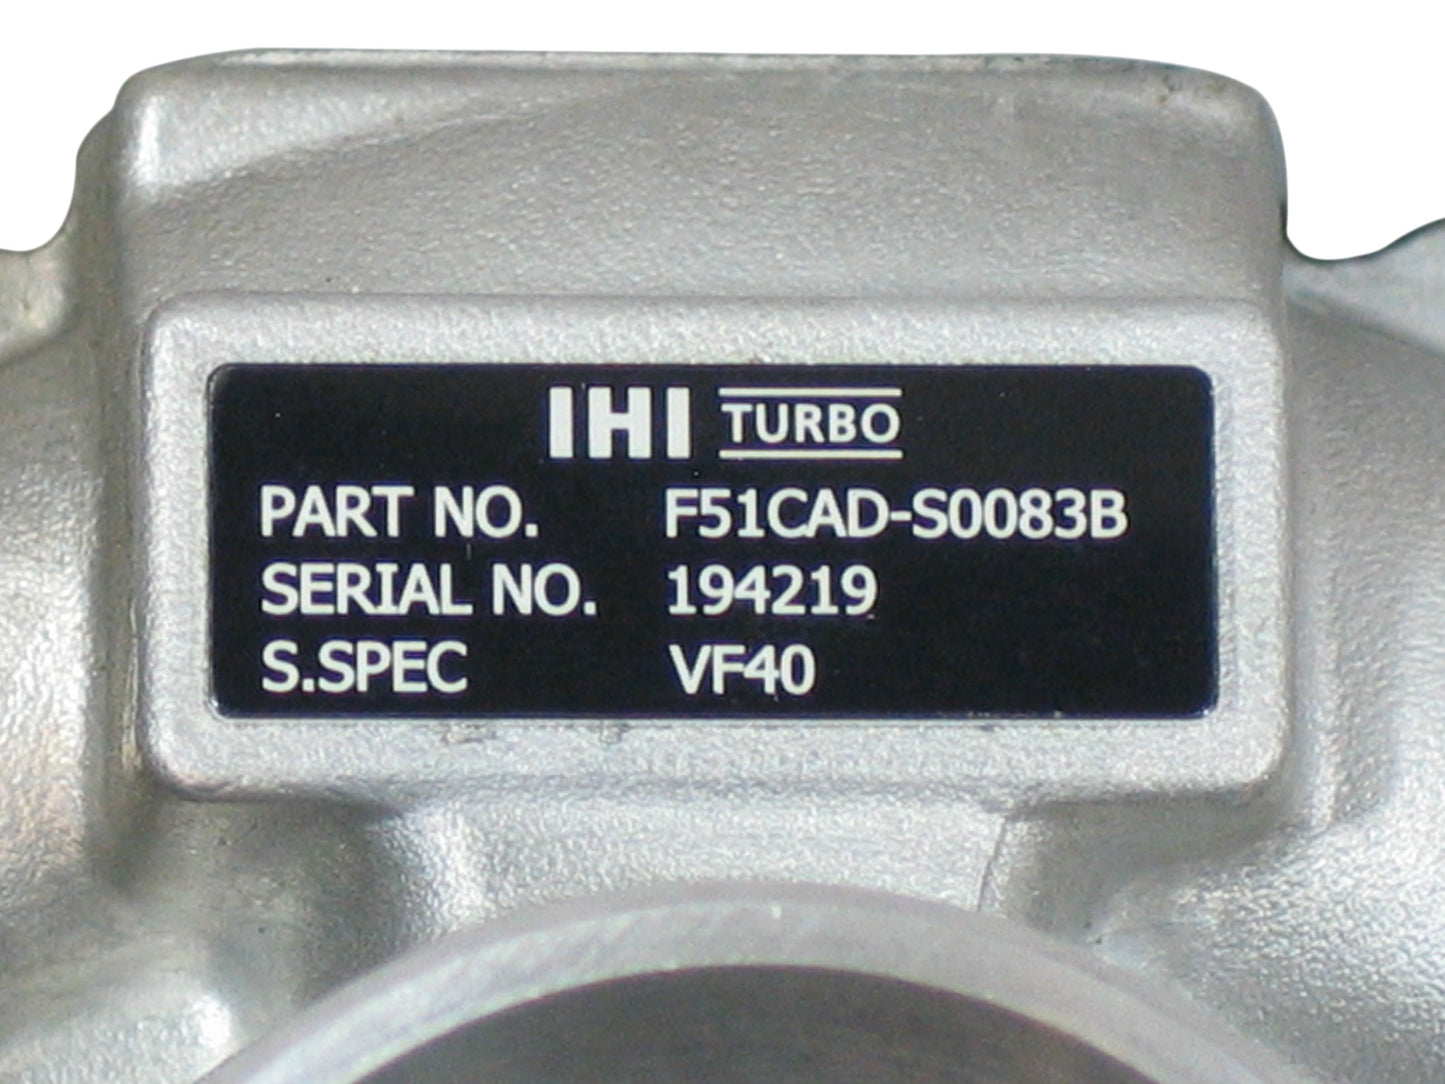 IHI TURBO
PART NO. F51CAD-S0083B
SERIAL NO. 194219
S.SPEC VF40